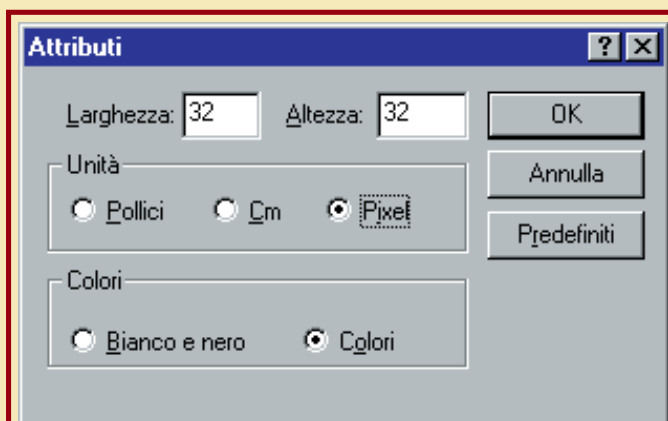 Attributi
Larghezza: 32 Altezza: 32 OK
Unità
Annulla
Pollici Cm Pixel
Predefiniti
Colori
Bianco e nero Colori